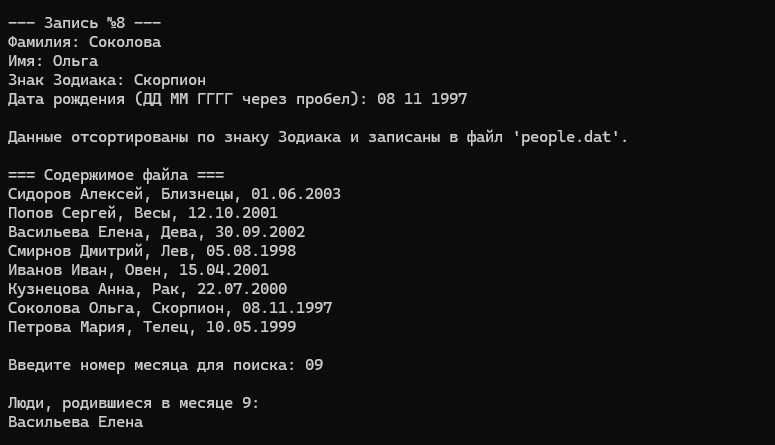 --- Запись №8 ---
Фамилия: Соколова
Имя: Ольга
Знак Зодиака: Скорпион
Дата рождения (ДД ММ ГГГГ через пробел): 08 11 1997
Данные отсортированы по знаку Зодиака и записаны в файл 'people.dat'.
=== Содержимое файла ===
Сидоров Алексей, Близнецы, 01.06.2003
Попов Сергей, Весы, 12.10.2001
Васильева Елена, Дева, 30.09.2002
Смирнов Дмитрий, Лев, 05.08.1998
Иванов Иван, Овен, 15.04.2001
Кузнецова Анна, Рак, 22.07.2000
Соколова Ольга, Скорпион, 08.11.1997
Петрова Мария, Телец, 10.05.1999
Введите номер месяца для поиска: 09
Люди, родившиеся в месяце 9:
Васильева Елена